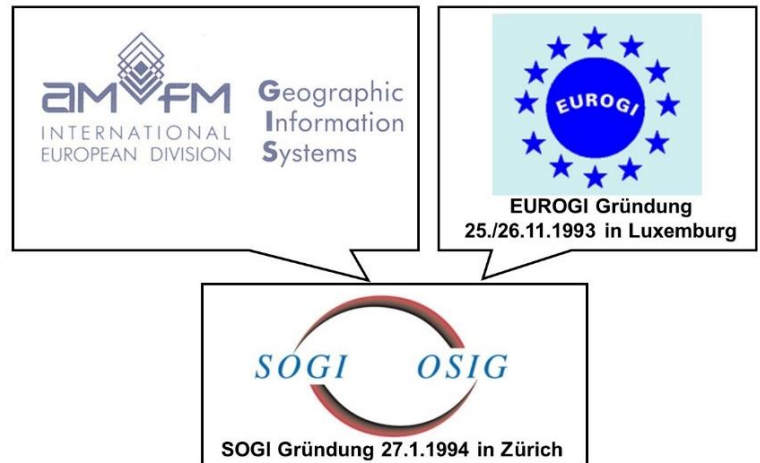 AM FM
INTERNATIONAL
EUROPEAN DIVISION
Geographic
Information
Systems
EUROGI
EUROGI Gründung
25./26.11.1993 in Luxemburg
SOGI OSIG
SOGI Gründung 27.1.1994 in Zürich